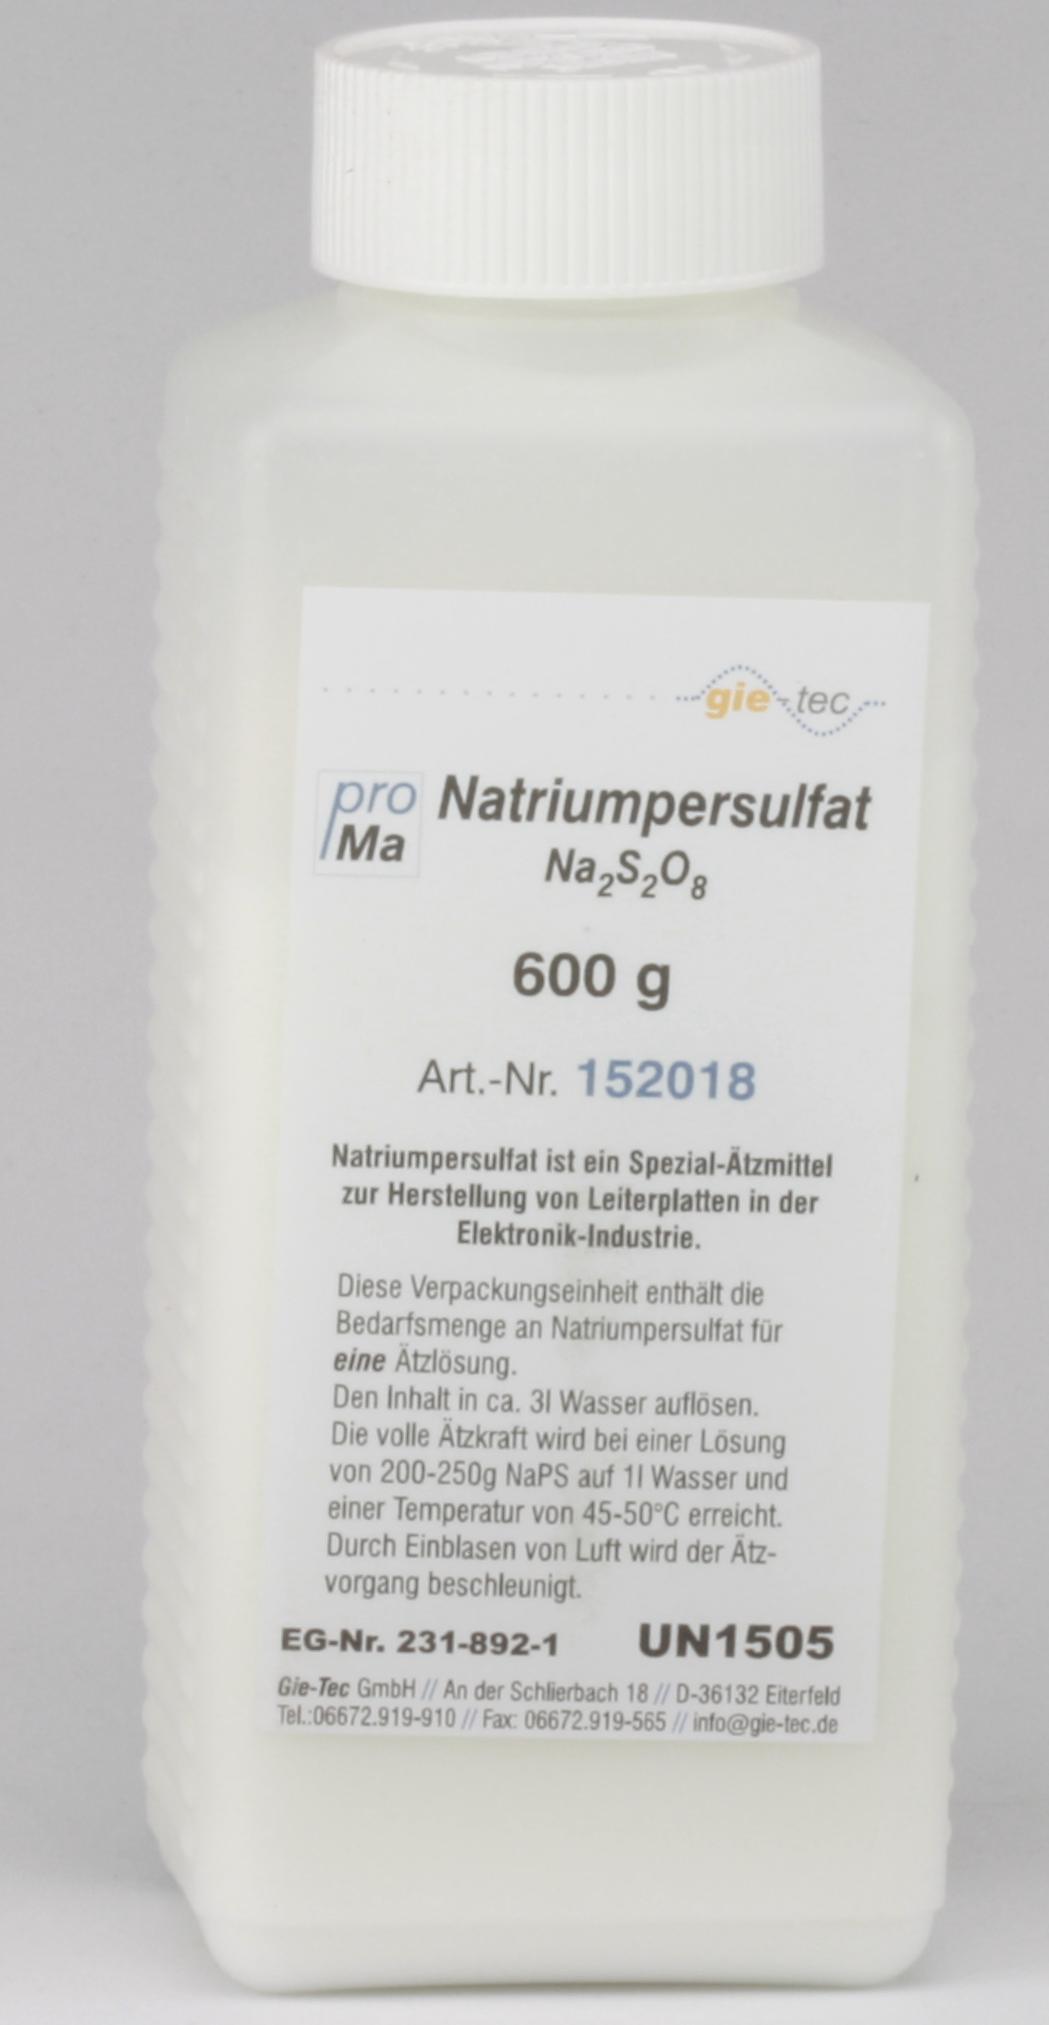 gie-tec
pro Ma
Natriumpersulfat
Na₂S₂O₈
600 g
Art.-Nr. 152018
Natriumpersulfat ist ein Spezial-Ätzmittel
zur Herstellung von Leiterplatten in der
Elektronik-Industrie.
Diese Verpackungseinheit enthält die
Bedarfsmenge an Natriumpersulfat für
eine Ätzlösung.
Den Inhalt in ca. 3l Wasser auflösen.
Die volle Ätzkraft wird bei einer Lösung
von 200-250g NaPS auf 1l Wasser und
einer Temperatur von 45-50°C erreicht.
Durch Einblasen von Luft wird der Ätz-
vorgang beschleunigt.
EG-Nr. 231-892-1 UN1505
Gie-Tec GmbH // An der Schlierbach 18 // D-36132 Eiterfeld
Tel.:06672.919-910 // Fax: 06672.919-565 // info@gie-tec.de